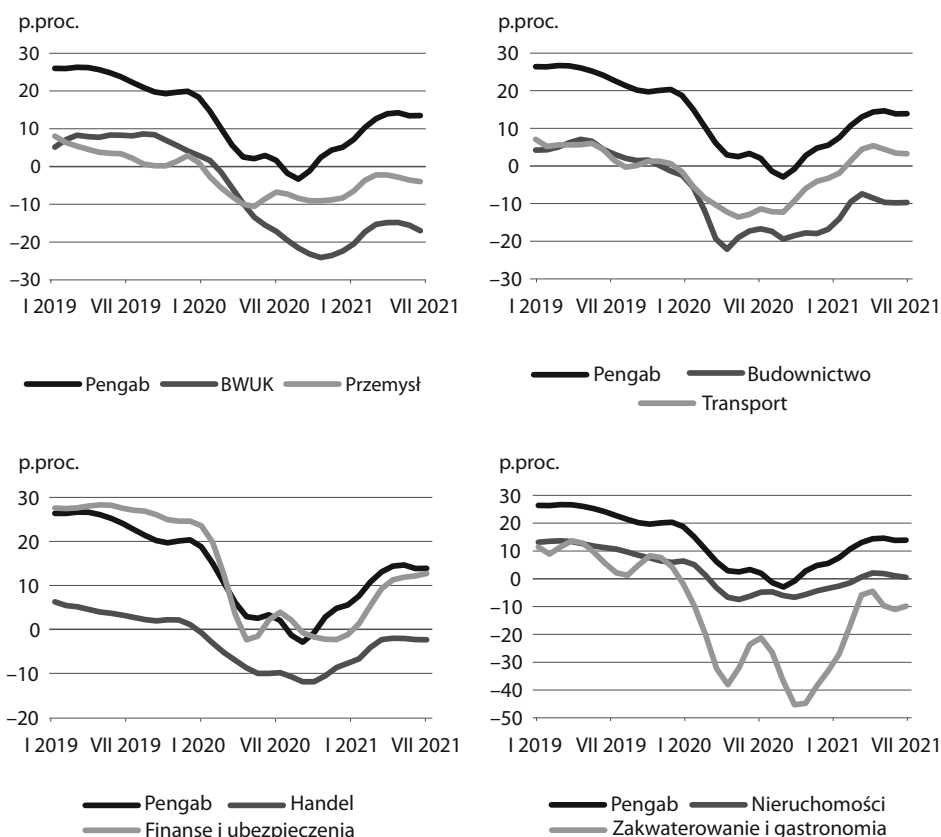 p.proc.
30
20
10
0
–10
–20
–30
I 2019 VII 2019 I 2020 VII 2020 I 2021 VII 2021
Pengab BWUK Przemysł
p.proc.
30
20
10
0
–10
–20
–30
I 2019 VII 2019 I 2020 VII 2020 I 2021 VII 2021
Pengab Budownictwo
Transport
p.proc.
30
20
10
0
–10
–20
I 2019 VII 2019 I 2020 VII 2020 I 2021 VII 2021
Pengab Handel
Finanse i ubezpieczenia
p.proc.
30
20
10
0
–10
–20
–30
–40
–50
I 2019 VII 2019 I 2020 VII 2020 I 2021 VII 2021
Pengab Nieruchomości
Zakwaterowanie i gastronomia